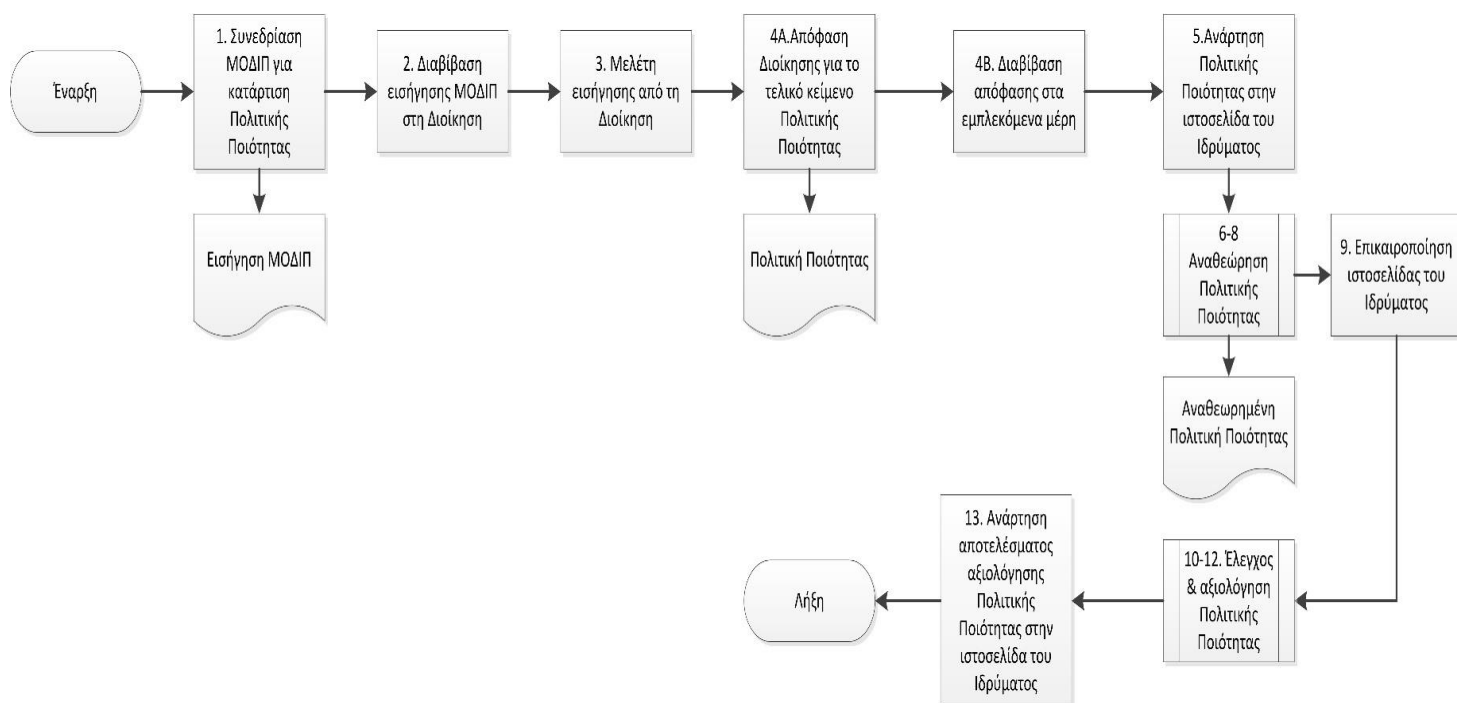 Έναρξη
1. Συνεδρίαση
ΜΟΔΙΠ για
κατάρτιση
Πολιτικής
Ποιότητας
2. Διαβίβαση
εισήγησης ΜΟΔΙΠ
στη Διοίκηση
3. Μελέτη
εισήγησης από τη
Διοίκηση
4Α.Απόφαση
Διοίκησης για το
τελικό κείμενο
Πολιτικής
Ποιότητας
4Β. Διαβίβαση
απόφασης στα
εμπλεκόμενα μέρη
5.Ανάρτηση
Πολιτικής
Ποιότητας στην
ιστοσελίδα του
Ιδρύματος
Εισήγηση ΜΟΔΙΠ
Πολιτική Ποιότητας
6-8
Αναθεώρηση
Πολιτικής
Ποιότητας
9. Επικαιροποίηση
ιστοσελίδας του
Ιδρύματος
Αναθεωρημένη
Πολιτική Ποιότητας
10-12. Έλεγχος
& αξιολόγηση
Πολιτικής
Ποιότητας
13. Ανάρτηση
αποτελέσματος
αξιολόγησης
Πολιτικής
Ποιότητας στην
ιστοσελίδα του
Ιδρύματος
Λήξη